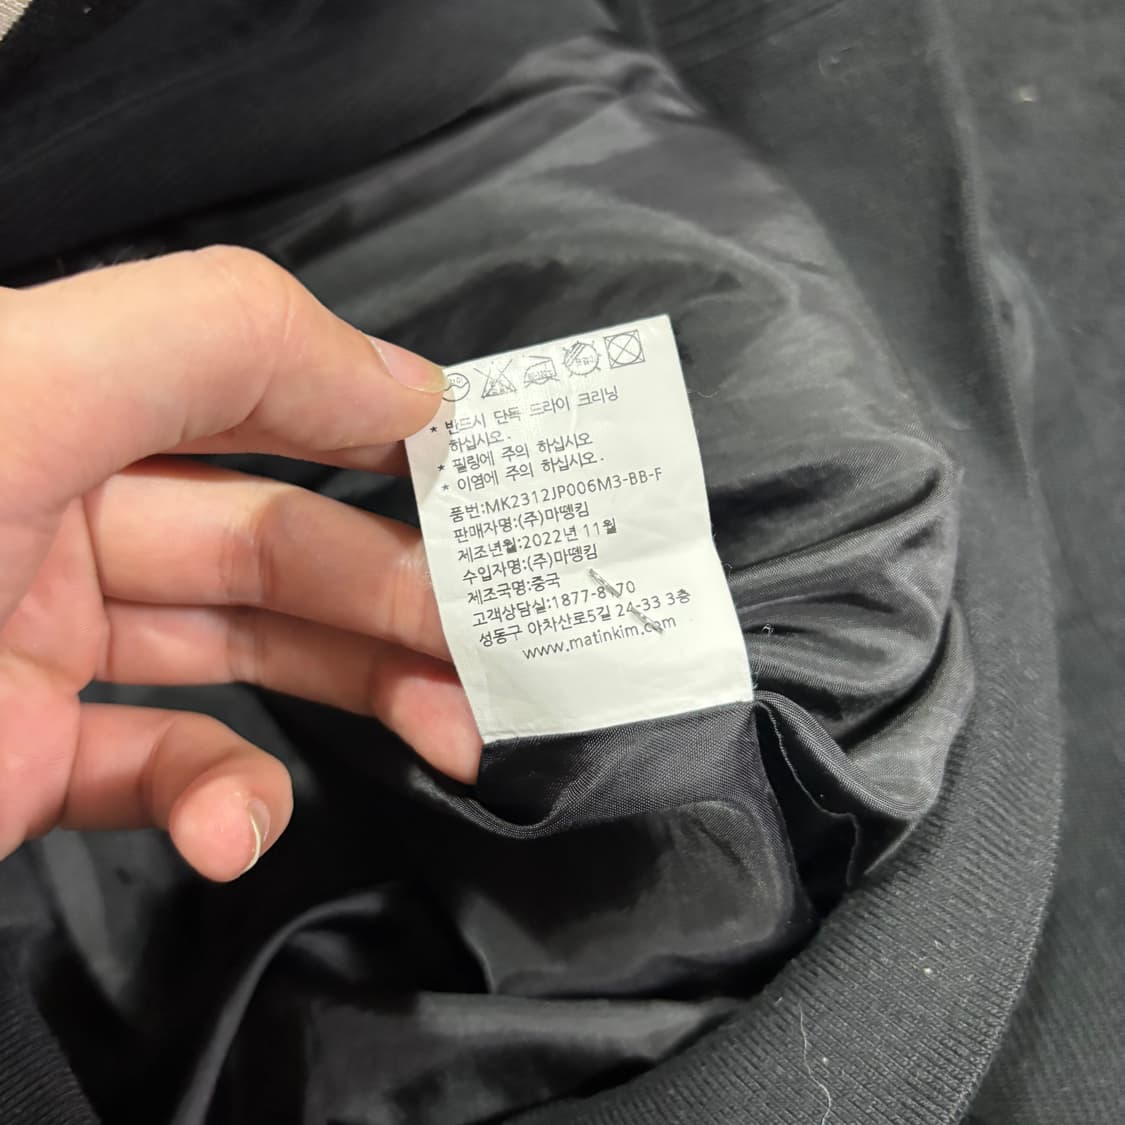 * 반드시 단독 드라이 크리닝
하십시오.
* 필링에 주의 하십시오
* 이염에 주의 하십시오.
품번:MK2312JP006M3-BB-F
판매자명:(주)마뗑킴
제조년월:2022년 11월
수입자명:(주)마뗑킴
제조국명:중국
고객상담실:
성동구 아차산로5길 24-33 3층
www.matinkim.com